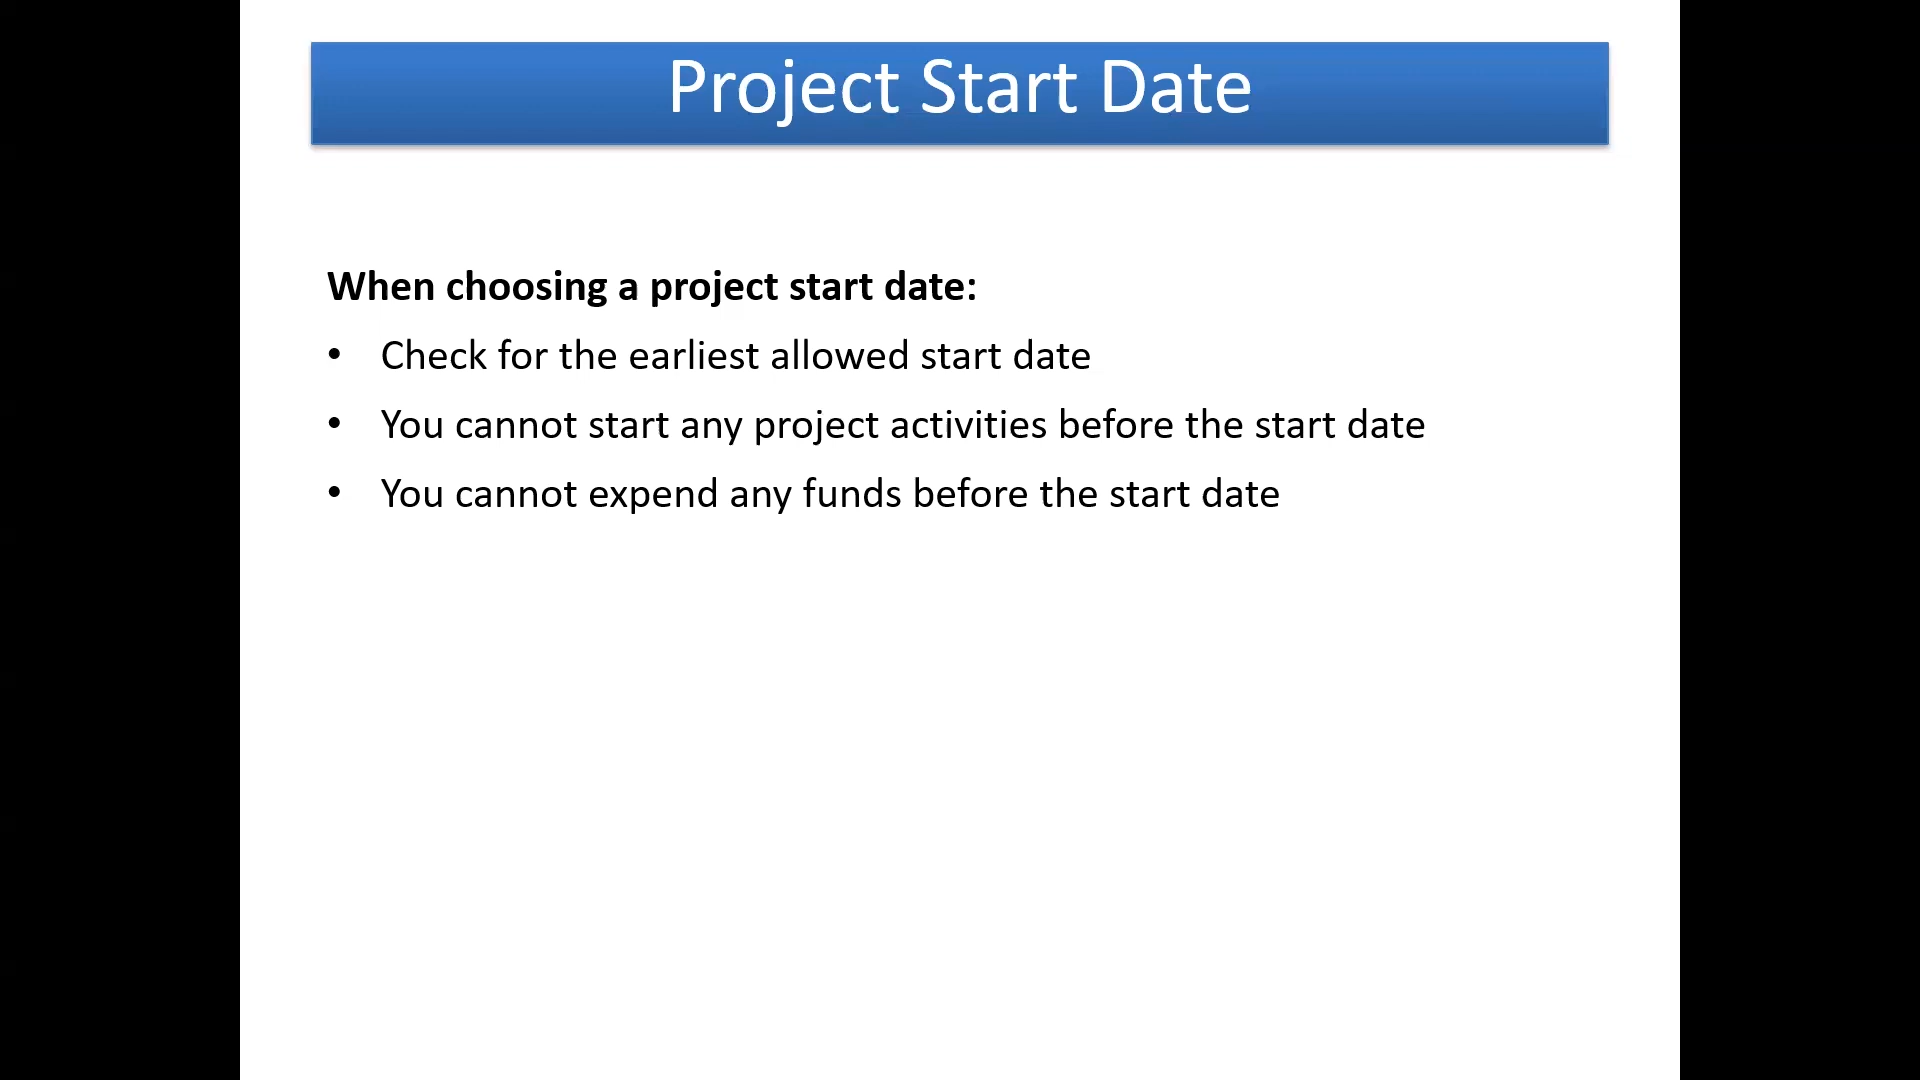 Project Start Date
When choosing a project start date:
• Check for the earliest allowed start date
• You cannot start any project activities before the start date
• You cannot expend any funds before the start date